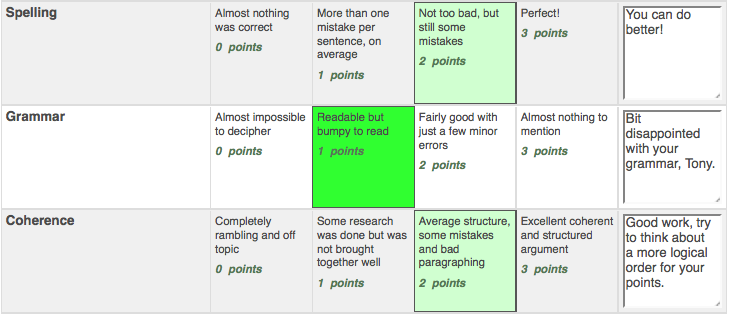 Spelling
Almost nothing
was correct
0 points
More than one
mistake per
sentence, on
average
1 points
Not too bad, but
still some
mistakes
2 points
Perfect!
3 points
You can do
better!
Grammar
Almost impossible
to decipher
0 points
Readable but
bumpy to read
1 points
Fairly good with
just a few minor
errors
2 points
Almost nothing to
mention
3 points
Bit
disappointed
with your
grammar, Tony.
Coherence
Completely
rambling and off
topic
0 points
Some research
was done but was
not brought
together well
1 points
Average structure,
some mistakes
and bad
paragraphing
2 points
Excellent coherent
and structured
argument
3 points
Good work, try
to think about
a more logical
order for your
points.